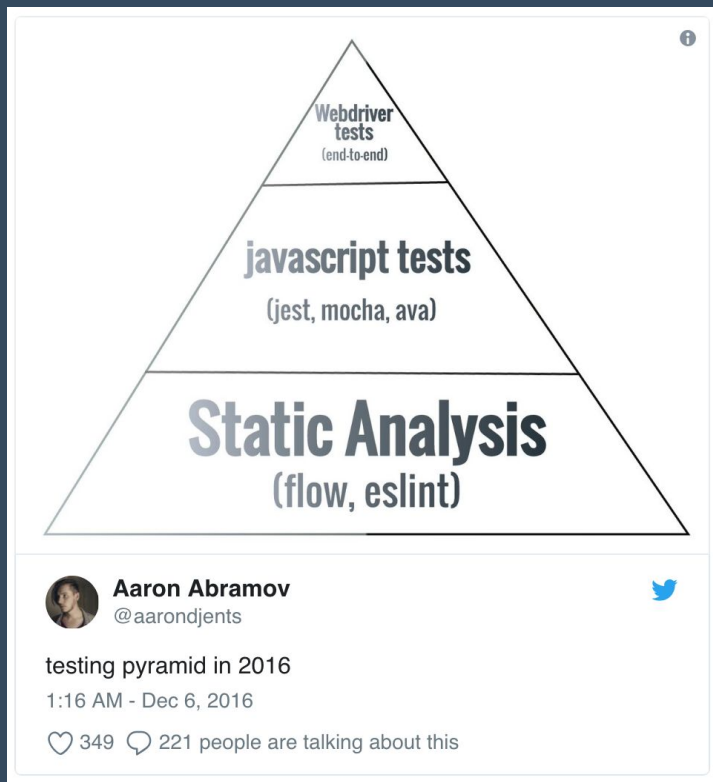 Webdriver
tests
(end-to-end)
javascript tests
(jest, mocha, ava)
Static Analysis
(flow, eslint)
Aaron Abramov
@aarondjents
testing pyramid in 2016
1:16 AM - Dec 6, 2016
349 221 people are talking about this